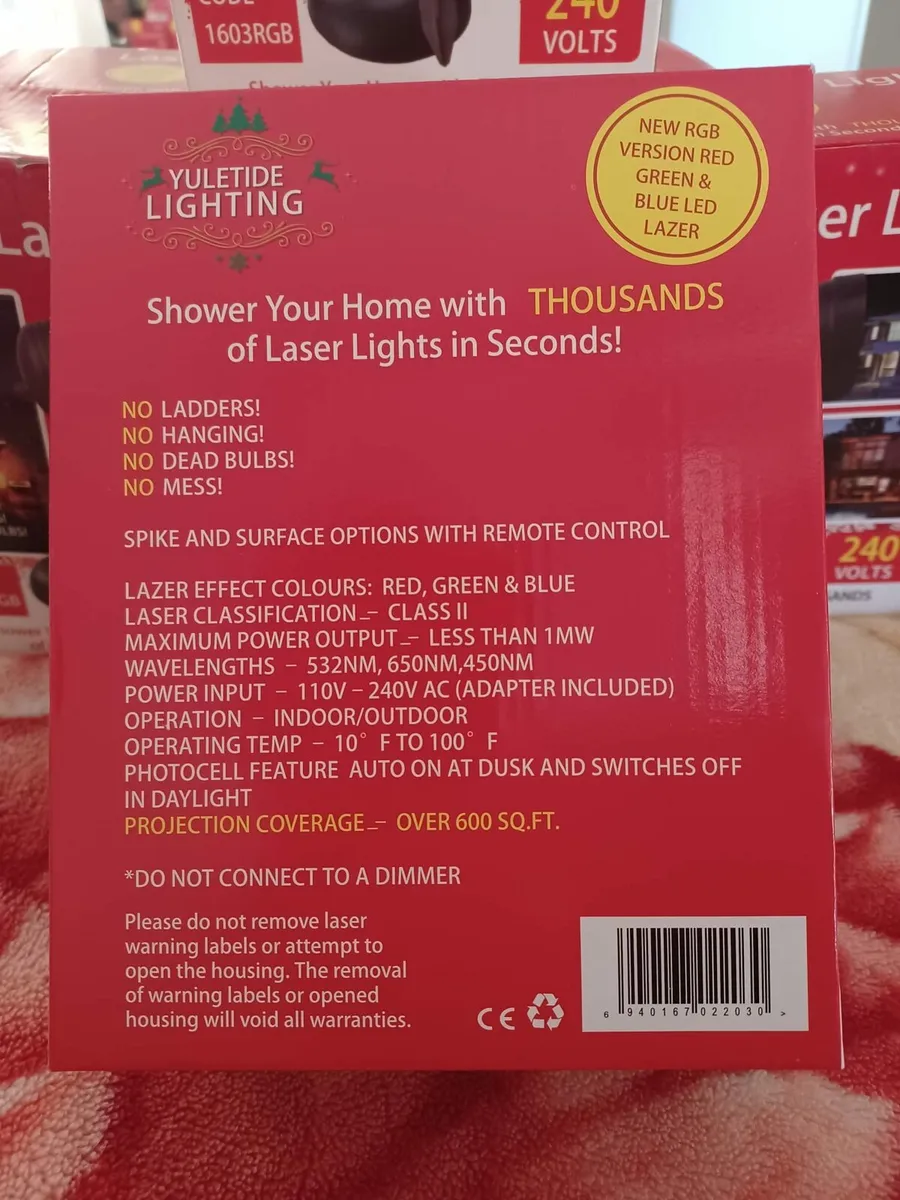 1603RGB
240
VOLTS
YULETIDE
LIGHTING
NEW RGB
VERSION RED
GREEN &
BLUE LED
LAZER
Shower Your Home with THOUSANDS
of Laser Lights in Seconds!
NO LADDERS!
NO HANGING!
NO DEAD BULBS!
NO MESS!
SPIKE AND SURFACE OPTIONS WITH REMOTE CONTROL
LAZER EFFECT COLOURS: RED, GREEN & BLUE
LASER CLASSIFICATION_– CLASS II
MAXIMUM POWER OUTPUT_– LESS THAN 1MW
WAVELENGTHS – 532NM, 650NM,450NM
POWER INPUT – 110V – 240V AC (ADAPTER INCLUDED)
OPERATION – INDOOR/OUTDOOR
OPERATING TEMP – 10° F TO 100° F
PHOTOCELL FEATURE AUTO ON AT DUSK AND SWITCHES OFF
IN DAYLIGHT
PROJECTION COVERAGE_– OVER 600 SQ.FT.
*DO NOT CONNECT TO A DIMMER
Please do not remove laser
warning labels or attempt to
open the housing. The removal
of warning labels or opened
housing will void all warranties.
CE
6 940167 022030 >
La
er L
240
VOLTS